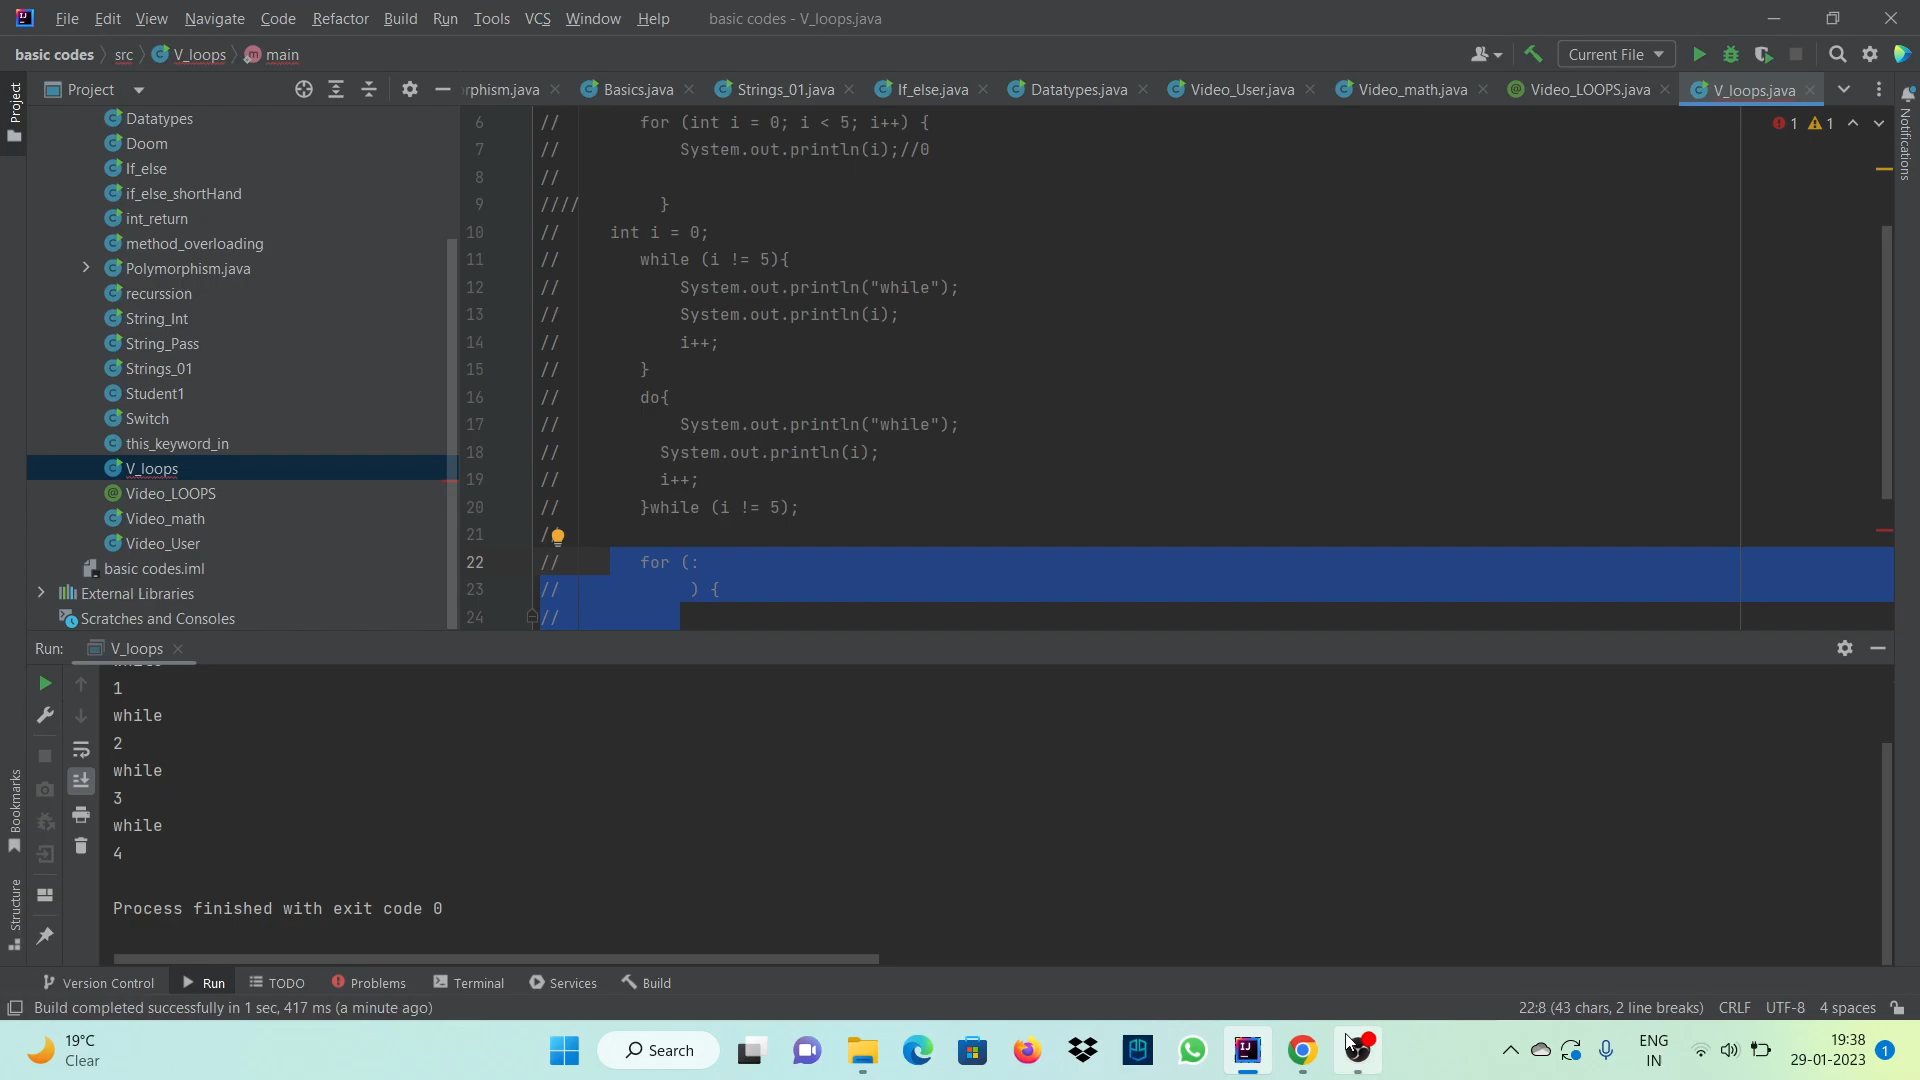 File Edit View Navigate Code Refactor Build Run Tools VCS Window Help basic codes - V_loops.java
basic codes src V_loops main
Current File
Project
rphism.java Basics.java Strings_01.java If_else.java Datatypes.java Video_User.java Video_math.java Video_LOOPS.java V_loops.java
Project
Notifications
Bookmarks
Structure
Datatypes
Doom
If_else
if_else_shortHand
int_return
method_overloading
Polymorphism.java
recurssion
String_Int
String_Pass
Strings_01
Student1
Switch
this_keyword_in
V_loops
Video_LOOPS
Video_math
Video_User
basic codes.iml
External Libraries
Scratches and Consoles
1 1
6 // for (int i = 0; i < 5; i++) {
7 // System.out.println(i);//0
8 //
9 //// }
10 // int i = 0;
11 // while (i != 5){
12 // System.out.println("while");
13 // System.out.println(i);
14 // i++;
15 // }
16 // do{
17 // System.out.println("while");
18 // System.out.println(i);
19 // i++;
20 // }while (i != 5);
21 /
22 // for (:
23 // ) {
24 //
Run: V_loops
1
while
2
while
3
while
4
Process finished with exit code 0
Version Control Run TODO Problems Terminal Services Build
Build completed successfully in 1 sec, 417 ms (a minute ago)
22:8 (43 chars, 2 line breaks) CRLF UTF-8 4 spaces
19°C
Clear
Search
ENG
IN
19:38
29-01-2023
1